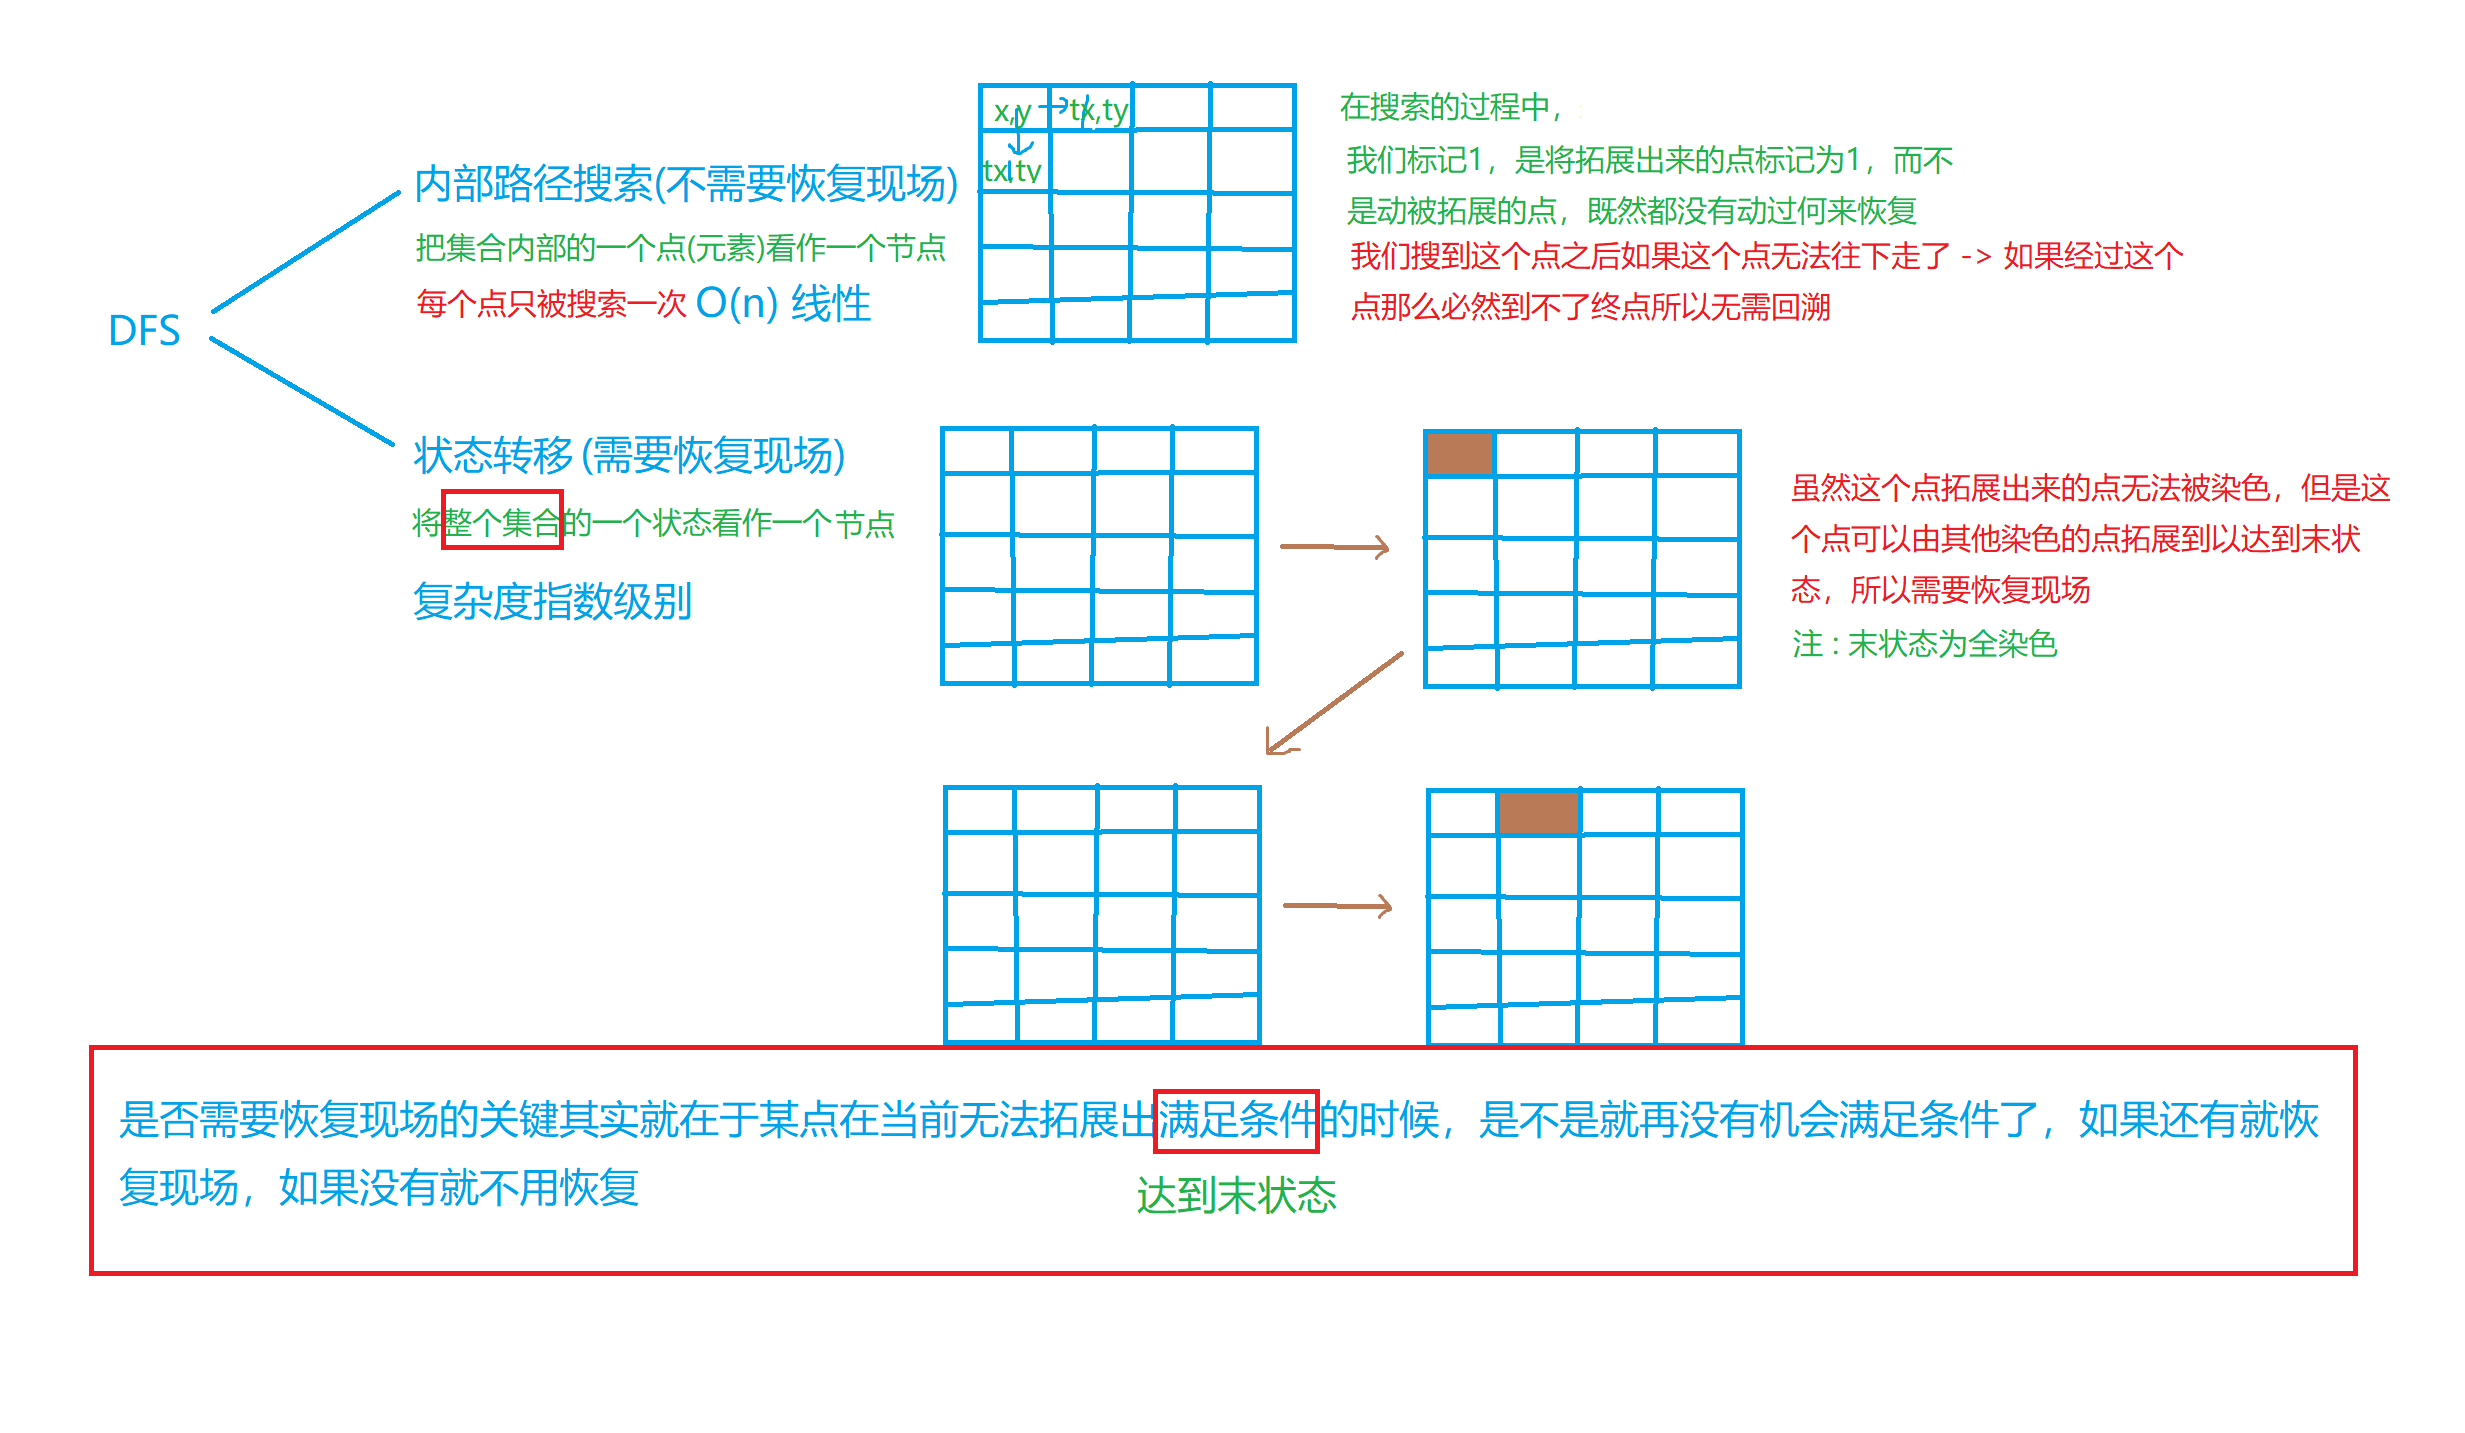 DFS
内部路径搜索(不需要恢复现场)
把集合内部的一个点(元素)看作一个节点
每个点只被搜索一次 O(n) 线性
x,y
tx,ty
tx,ty
在搜索的过程中，
我们标记1，是将拓展出来的点标记为1，而不
是动被拓展的点，既然都没有动过何来恢复
我们搜到这个点之后如果这个点无法往下走了 -> 如果经过这个
点那么必然到不了终点所以无需回溯
状态转移 (需要恢复现场)
将整个集合的一个状态看作一个节点
复杂度指数级别
虽然这个点拓展出来的点无法被染色，但是这
个点可以由其他染色的点拓展到以达到末状
态，所以需要恢复现场
注：末状态为全染色
是否需要恢复现场的关键其实就在于某点在当前无法拓展出满足条件的时候，是不是就再没有机会满足条件了，如果还有就恢
复现场，如果没有就不用恢复
达到末状态